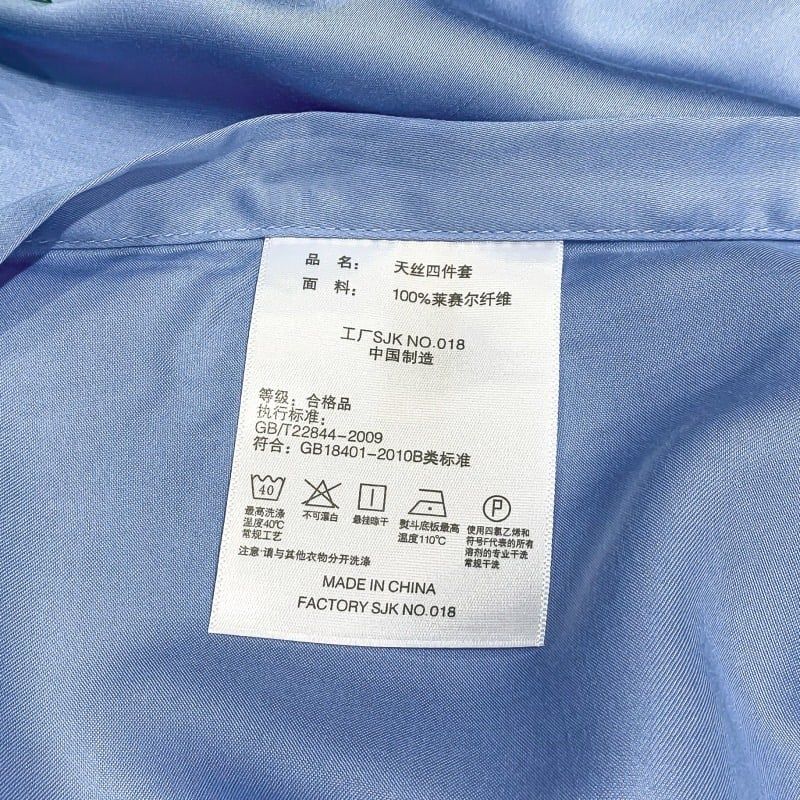 品 名： 天丝四件套
面 料： 100%莱赛尔纤维
工厂SJK NO.018
中国制造
等级：合格品
执行标准：
GB/T22844-2009
符合：GB18401-2010B类标准
40
P
最高洗涤
温度40℃
常规工艺
不可漂白
悬挂晾干
熨斗底板最高
温度110℃
使用四氯乙烯和
符号F代表的所有
溶剂的专业干洗
常规干洗
注意:请与其他衣物分开洗涤
MADE IN CHINA
FACTORY SJK NO.018